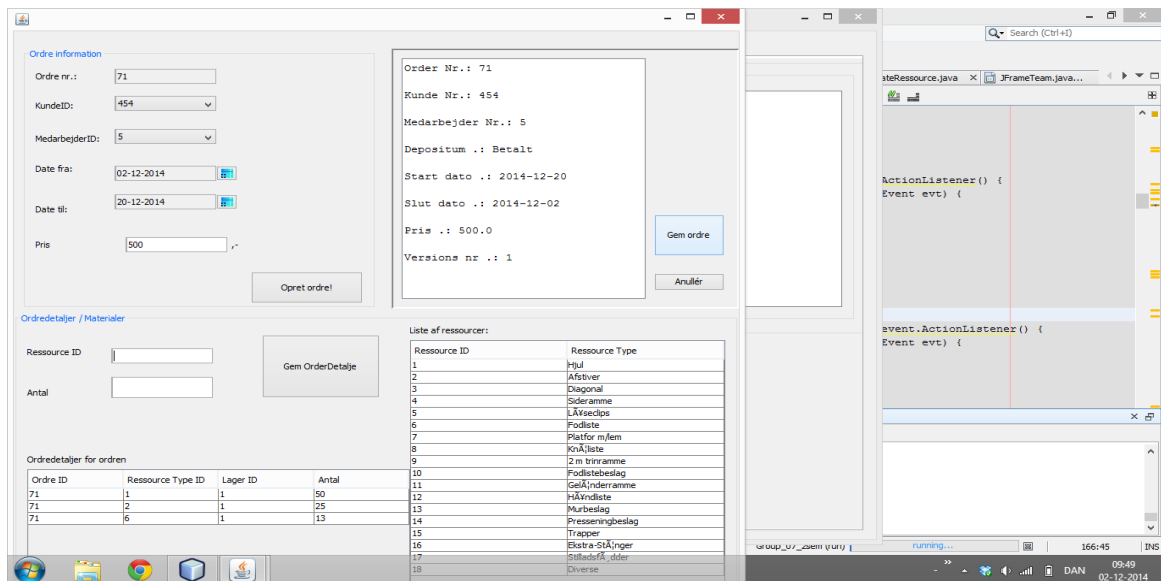 Ordre information
Ordre nr.: 71
KundeID: 454
MedarbejderID: 5
Date fra: 02-12-2014
Date til: 20-12-2014
Pris 500 ,-
Opret ordre!
Order Nr.: 71
Kunde Nr.: 454
Medarbejder Nr.: 5
Depositum .: Betalt
Start dato .: 2014-12-20
Slut dato .: 2014-12-02
Pris .: 500.0
Versions nr .: 1
Gem ordre
Anullér
Ordredetaljer / Materialer
Ressource ID
Antal
Gem OrderDetalje
Ordredetaljer for ordren
Ordre ID Ressource Type ID Lager ID Antal
71 1 1 50
71 2 1 25
71 6 1 13
Liste af ressourcer:
Ressource ID Ressource Type
1 Hjul
2 Afstiver
3 Diagonal
4 Sideramme
5 LÃ¥seclips
6 Fodliste
7 Platfor m/lem
8 KnÃ¦liste
9 2 m trinramme
10 Fodlistebeslag
11 GelÃ¦nderramme
12 HÃ¥ndliste
13 Murbeslag
14 Presseningbeslag
15 Trapper
16 Ekstra-StÃ¦nger
17 StilladsfÃ¸dder
18 Diverse
Search (Ctrl+I)
ateRessource.java JFrameTeam.java...
ActionListener() {
Event evt) {
event.ActionListener() {
Event evt) {
Group_07_2sem (run) running... 166:45 INS
DAN
09:49
02-12-2014